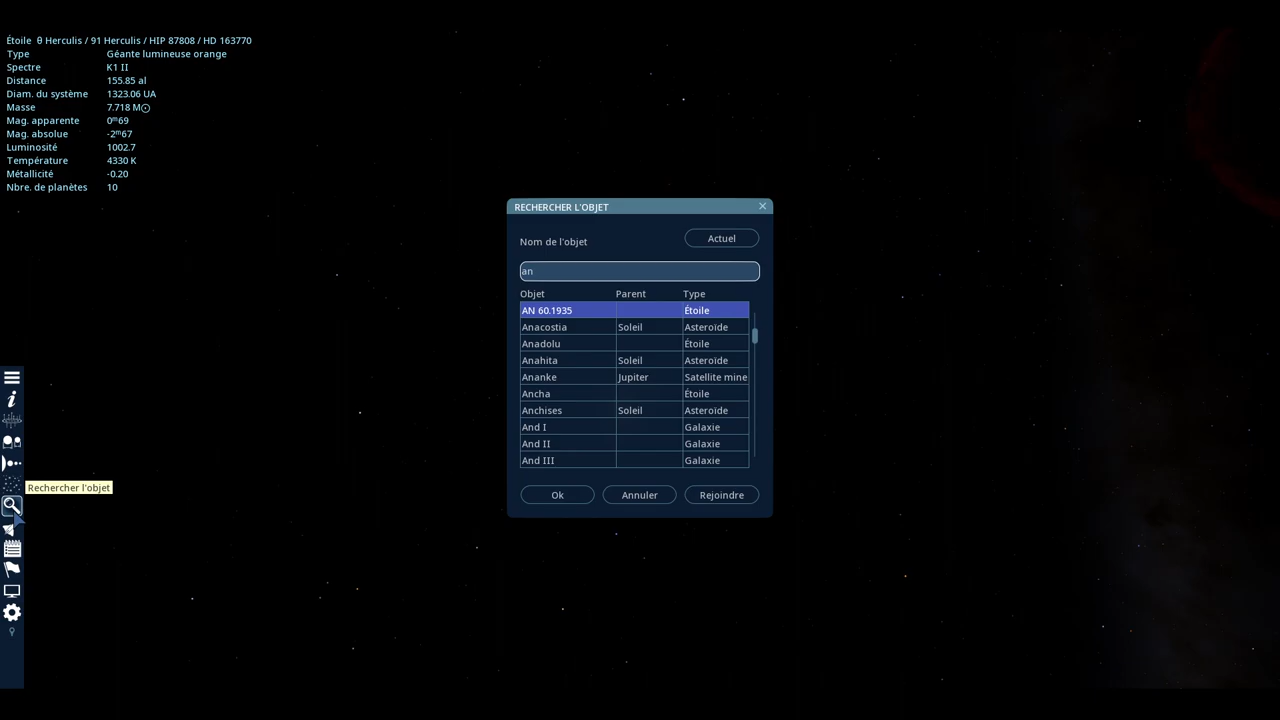 Étoile θ Herculis / 91 Herculis / HIP 87808 / HD 163770
Type Géante lumineuse orange
Spectre K1 II
Distance 155.85 al
Diam. du système 1323.06 UA
Masse 7.718 M☉
Mag. apparente 0ᵐ69
Mag. absolue -2ᵐ67
Luminosité 1002.7
Température 4330 K
Métallicité -0.20
Nbre. de planètes 10
RECHERCHER L'OBJET
Nom de l'objet Actuel
an
Objet Parent Type
AN 60.1935 Étoile
Anacostia Soleil Asteroïde
Anadolu Étoile
Anahita Soleil Asteroïde
Ananke Jupiter Satellite mine
Ancha Étoile
Anchises Soleil Asteroïde
And I Galaxie
And II Galaxie
And III Galaxie
Ok Annuler Rejoindre
Rechercher l'objet